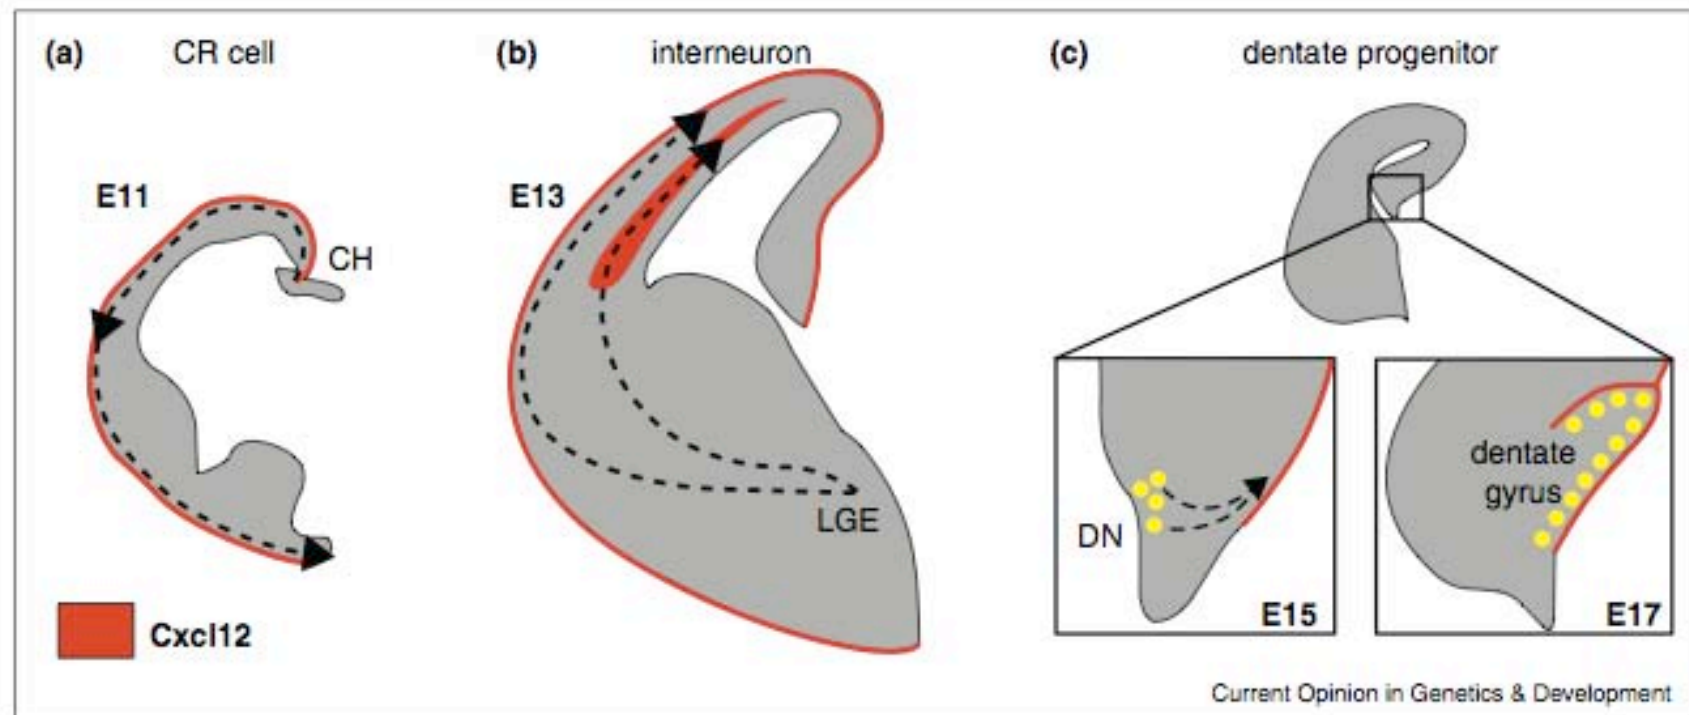 (a) CR cell
E11
CH
Cxcl12
(b) interneuron
E13
LGE
(c) dentate progenitor
DN
E15
dentate
gyrus
E17
Current Opinion in Genetics & Development